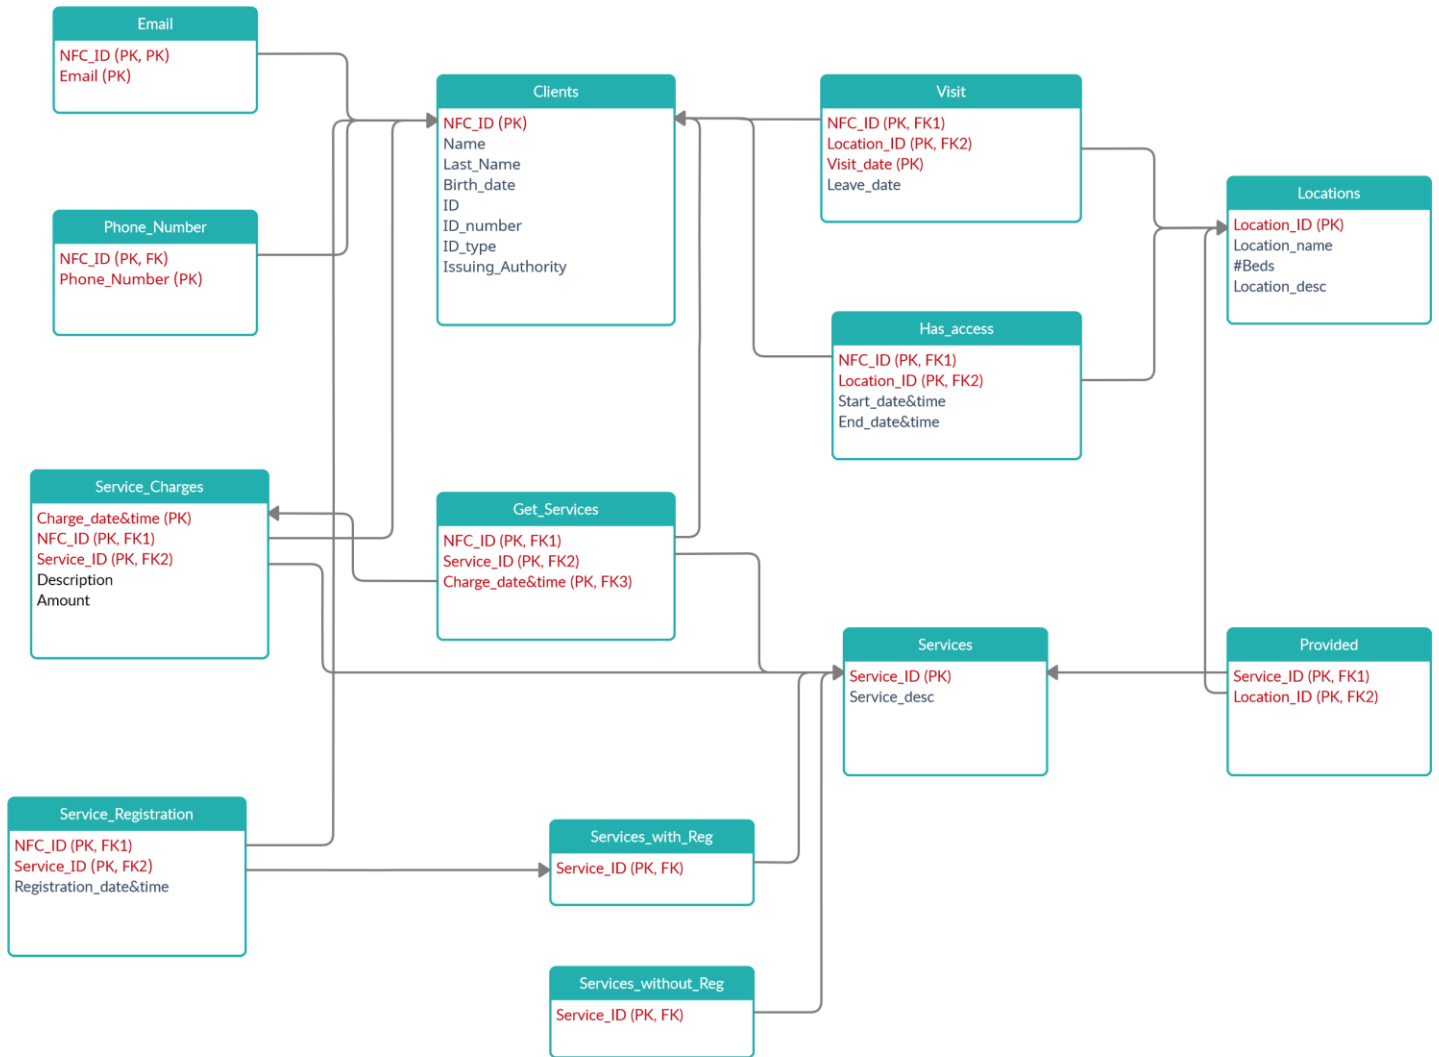 Email
NFC_ID (PK, PK)
Email (PK)
Clients
NFC_ID (PK)
Name
Last_Name
Birth_date
ID
ID_number
ID_type
Issuing_Authority
Visit
NFC_ID (PK, FK1)
Location_ID (PK, FK2)
Visit_date (PK)
Leave_date
Locations
Location_ID (PK)
Location_name
#Beds
Location_desc
Phone_Number
NFC_ID (PK, FK)
Phone_Number (PK)
Has_access
NFC_ID (PK, FK1)
Location_ID (PK, FK2)
Start_date&time
End_date&time
Service_Charges
Charge_date&time (PK)
NFC_ID (PK, FK1)
Service_ID (PK, FK2)
Description
Amount
Get_Services
NFC_ID (PK, FK1)
Service_ID (PK, FK2)
Charge_date&time (PK, FK3)
Services
Service_ID (PK)
Service_desc
Provided
Service_ID (PK, FK1)
Location_ID (PK, FK2)
Service_Registration
NFC_ID (PK, FK1)
Service_ID (PK, FK2)
Registration_date&time
Services_with_Reg
Service_ID (PK, FK)
Services_without_Reg
Service_ID (PK, FK)